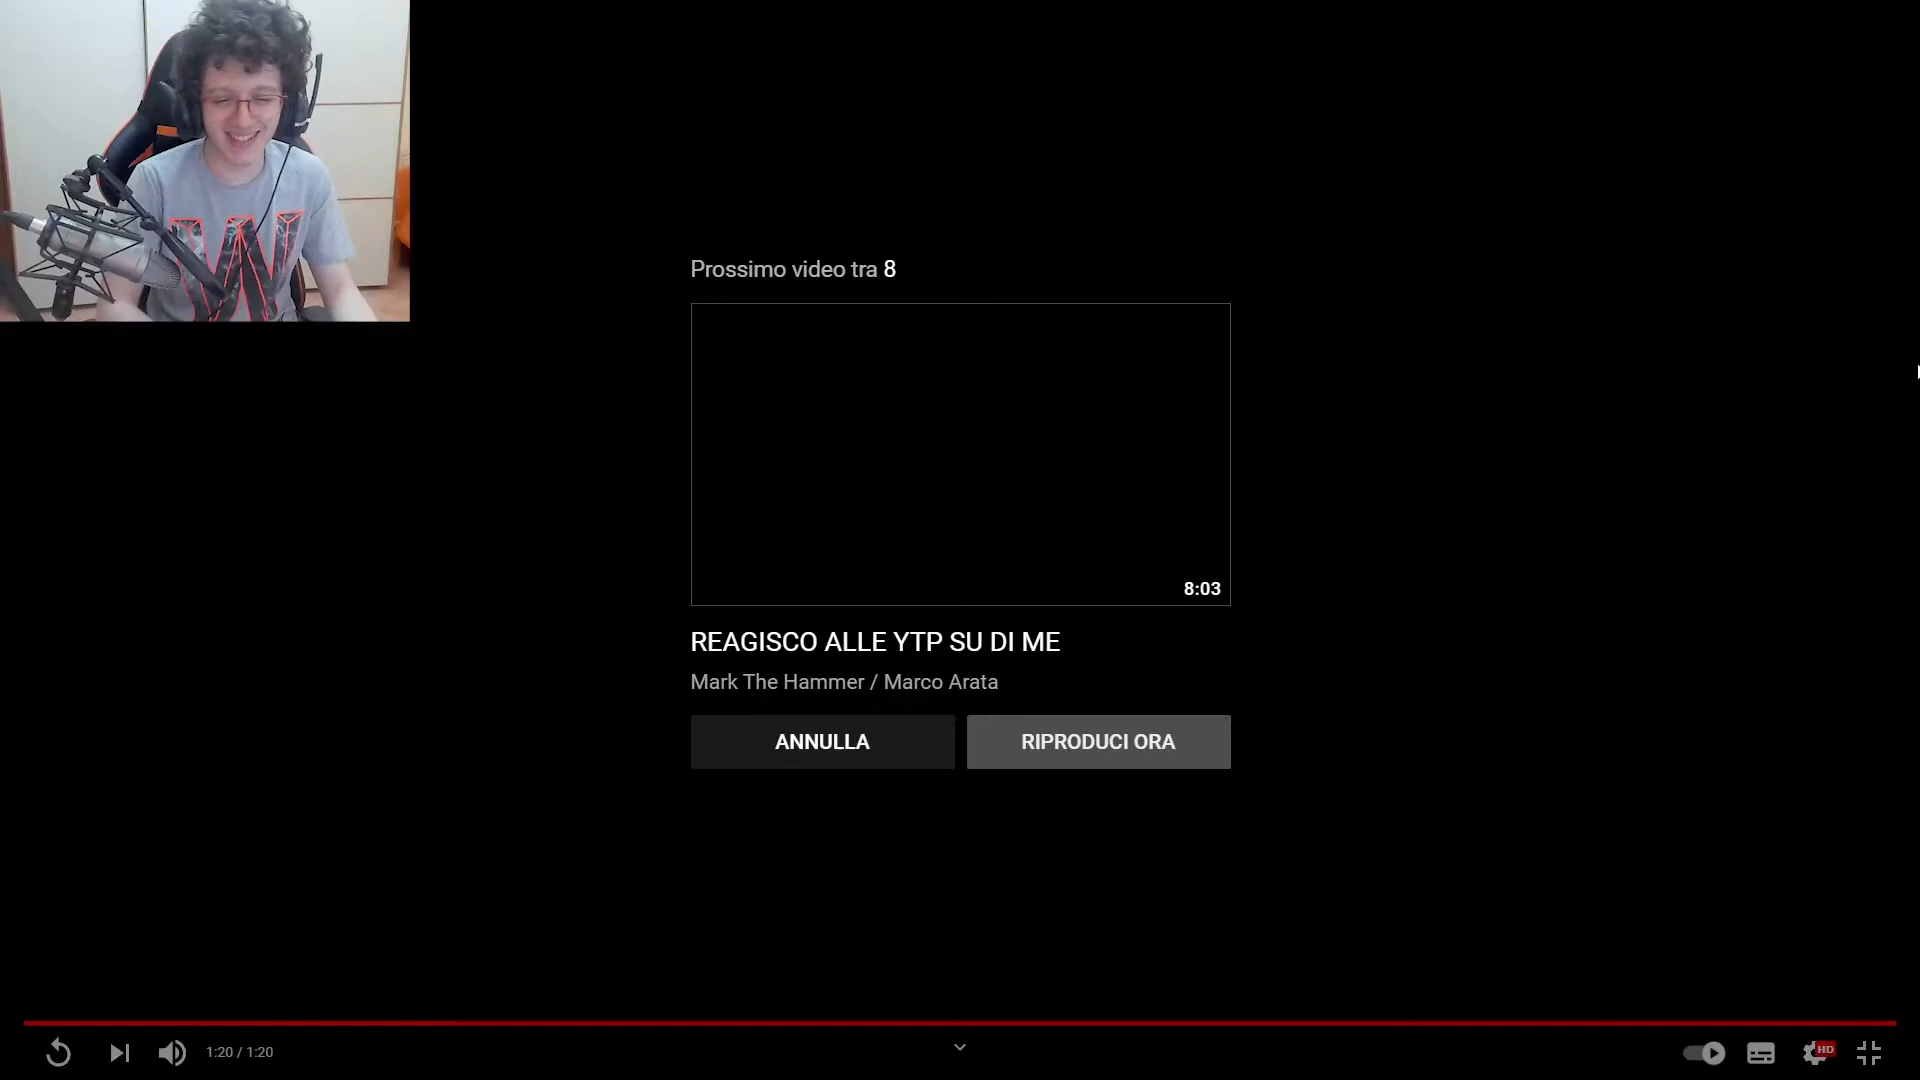 Prossimo video tra 8
8:03
REAGISCO ALLE YTP SU DI ME
Mark The Hammer / Marco Arata
ANNULLA
RIPRODUCI ORA
1:20 / 1:20
HD
W